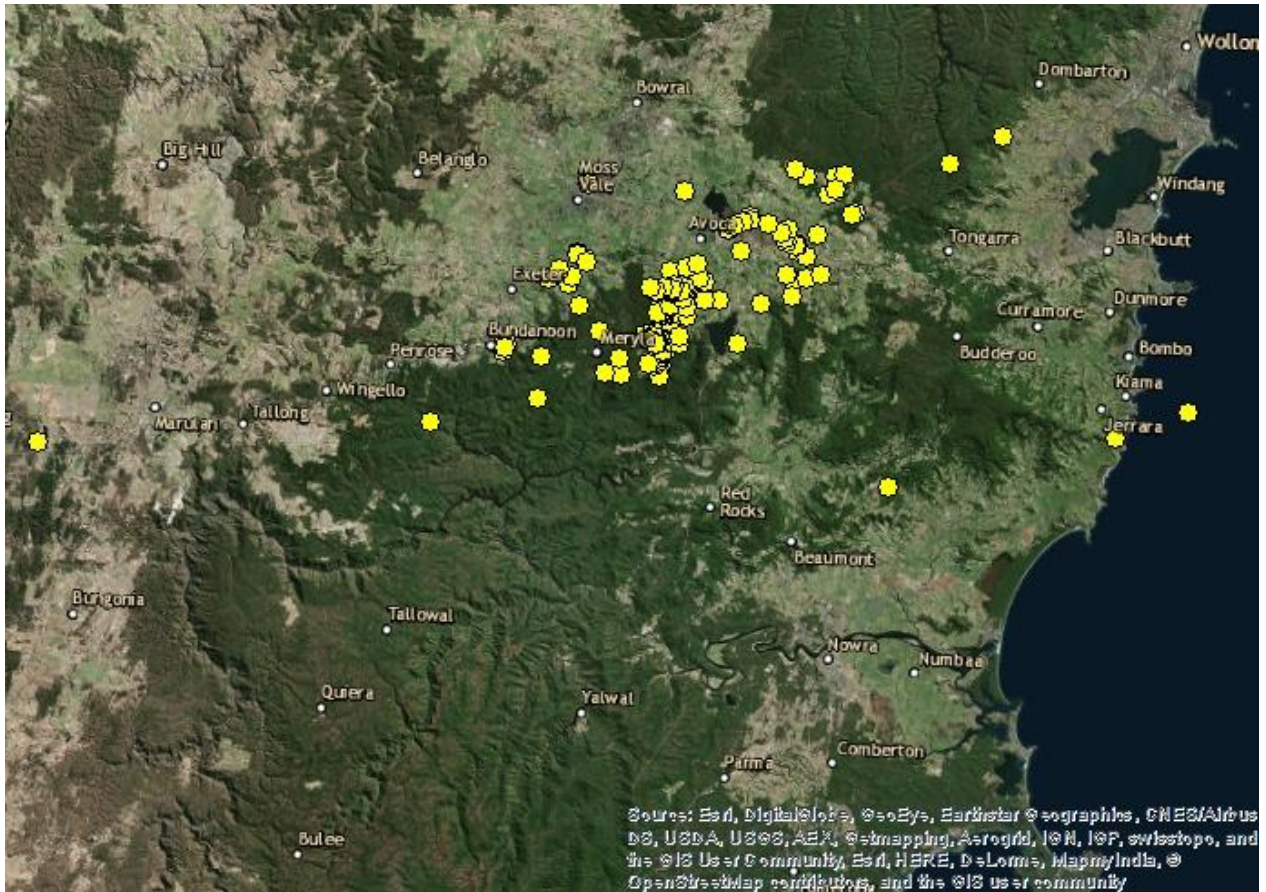 Wollon
Dombarton
Bowral
Big Hill
Belanglo
Moss
Vale
Windang
Avoca
Tongarra
Blackbutt
Exeter
Dunmore
Curramore
Bundanoon
Meryla
Budderoo
Bombo
Penrose
Kiama
Wingello
Marulan
Tallong
g
Jerrara
Red
Rocks
Beaumont
Bungonia
Tallowal
Nowra
Numbaa
Quiera
Yalwal
Comberton
Parma
Bulee
Source: Esri, DigitalGlobe, GeoEye, Earthstar Geographics, CNES/Airbus
DS, USDA, USGS, AEX, Getmapping, Aerogrid, IGN, IGP, swisstopo, and
the GIS User Community, Esri, HERE, DeLorme, MapmyIndia, ©
OpenStreetMap contributors, and the GIS user community